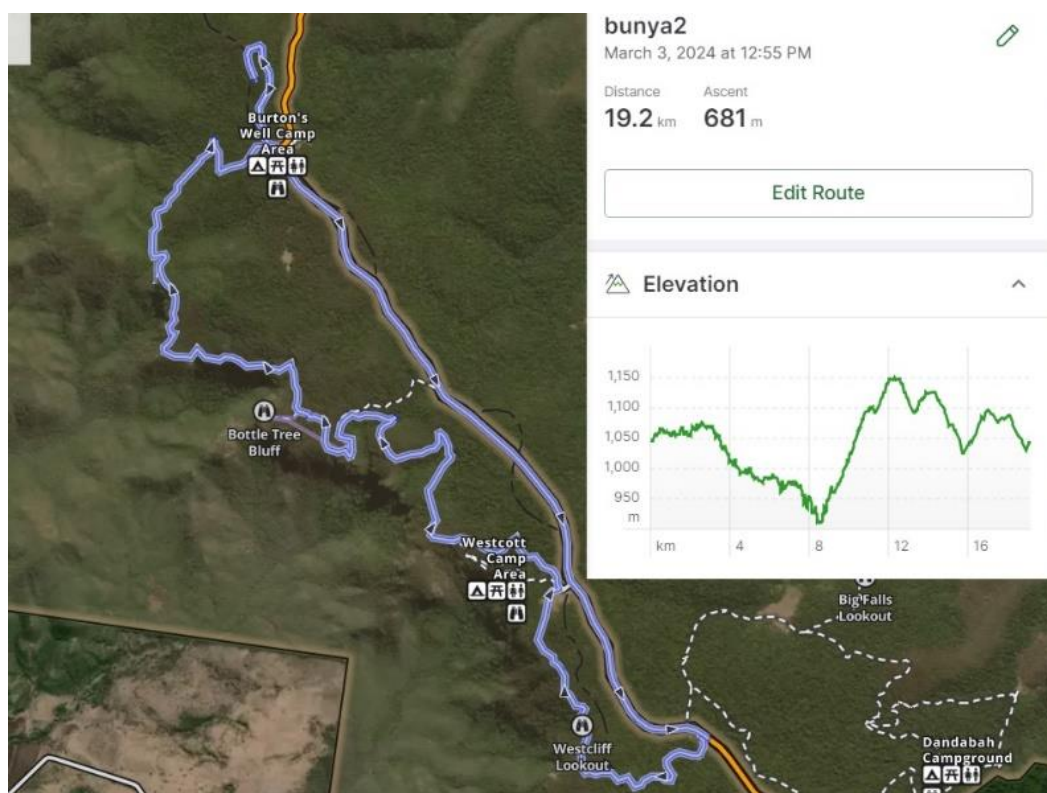 bunya2
March 3, 2024 at 12:55 PM
Distance
Ascent
19.2 km
681 m
Edit Route
Elevation
1,150
1,100
1,050
1,000
950
m
km
4
8
12
16
Burton's
Well Camp
Area
Bottle Tree
Bluff
Westcott
Camp
Area
Big Falls
Lookout
Westcliff
Lookout
Dandabah
Campground